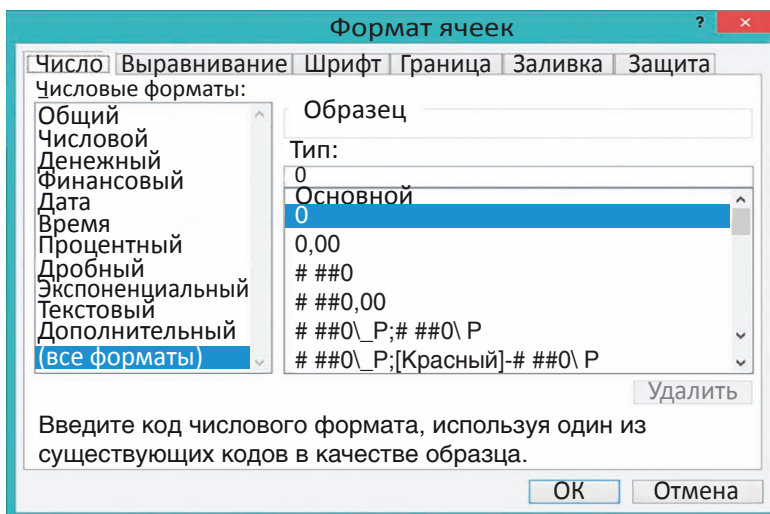 Формат ячеек
? ×
Число Выравнивание Шрифт Граница Заливка Защита
Числовые форматы:
Общий
Числовой
Денежный
Финансовый
Дата
Время
Процентный
Дробный
Экспоненциальный
Текстовый
Дополнительный
(все форматы)
Образец
Тип:
0
Основной
0
0,00
# ##0
# ##0,00
# ##0\_Р;# ##0\ Р
# ##0\_Р;[Красный]-# ##0\ Р
Удалить
Введите код числового формата, используя один из
существующих кодов в качестве образца.
ОК Отмена